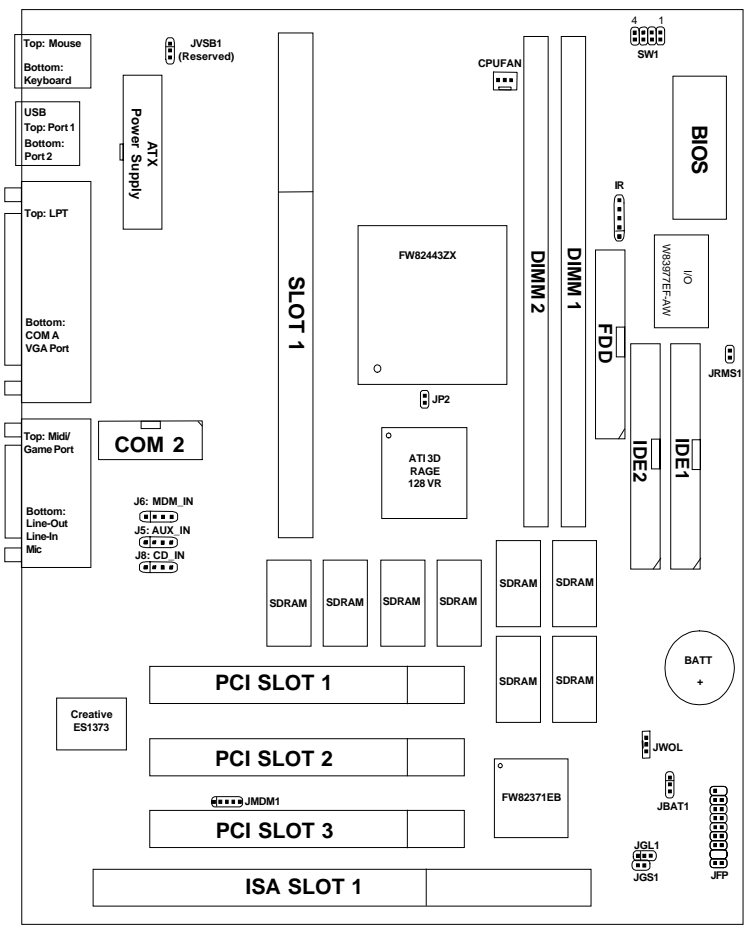 Top: Mouse
Bottom:
Keyboard
JVSB1
(Reserved)
4 1
SW1
CPUFAN
USB
Top: Port 1
Bottom:
Port 2
ATX
Power Supply
BIOS
IR
Top: LPT
Bottom:
COM A
VGA Port
SLOT 1
FW82443ZX
DIMM 2
DIMM 1
FDD
I/O
W83977EF-AW
JRMS1
JP2
Top: Midi/
Game Port
Bottom:
Line-Out
Line-In
Mic
COM 2
ATI 3D
RAGE
128 VR
IDE2
IDE1
J6: MDM_IN
J5: AUX_IN
J8: CD_IN
SDRAM
SDRAM
SDRAM
SDRAM
SDRAM
SDRAM
SDRAM
SDRAM
BATT
+
PCI SLOT 1
Creative
ES1373
PCI SLOT 2
JWOL
FW82371EB
JBAT1
JMDM1
PCI SLOT 3
JGL1
JGS1
JFP
ISA SLOT 1